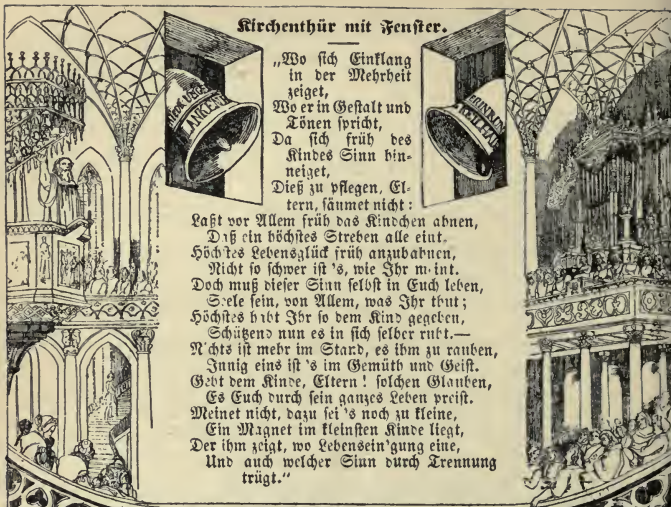 Kirchenthür mit Fenster.
„Wo sich Einklang
in der Mehrheit
zeiget,
Wo er in Gestalt und
Tönen spricht,
Da sich früh des
Kindes Sinn hin-
neiget,
Dieß zu pflegen, El-
tern, säumet nicht:
Laßt vor Allem früh das Kindchen ahnen,
Daß ein höchstes Streben alle eint.
Höchstes Lebensglück früh anzubahnen,
Nicht so schwer ist 's, wie Ihr meint.
Doch muß dieser Sinn selbst in Euch leben,
Seele sein, von Allem, was Ihr thut;
Höchstes habt Ihr so dem Kind gegeben,
Schützend nun es in sich selber ruht.—
Nichts ist mehr im Stand, es ihm zu rauben,
Innig eins ist 's im Gemüth und Geist.
Gebt dem Kinde, Eltern! solchen Glauben,
Es Euch durch sein ganzes Leben preist.
Meinet nicht, dazu sei 's noch zu kleine,
Ein Magnet im kleinsten Kinde liegt,
Der ihm zeigt, wo Lebensein'gung eine,
Und auch welcher Sinn durch Trennung
trügt.“